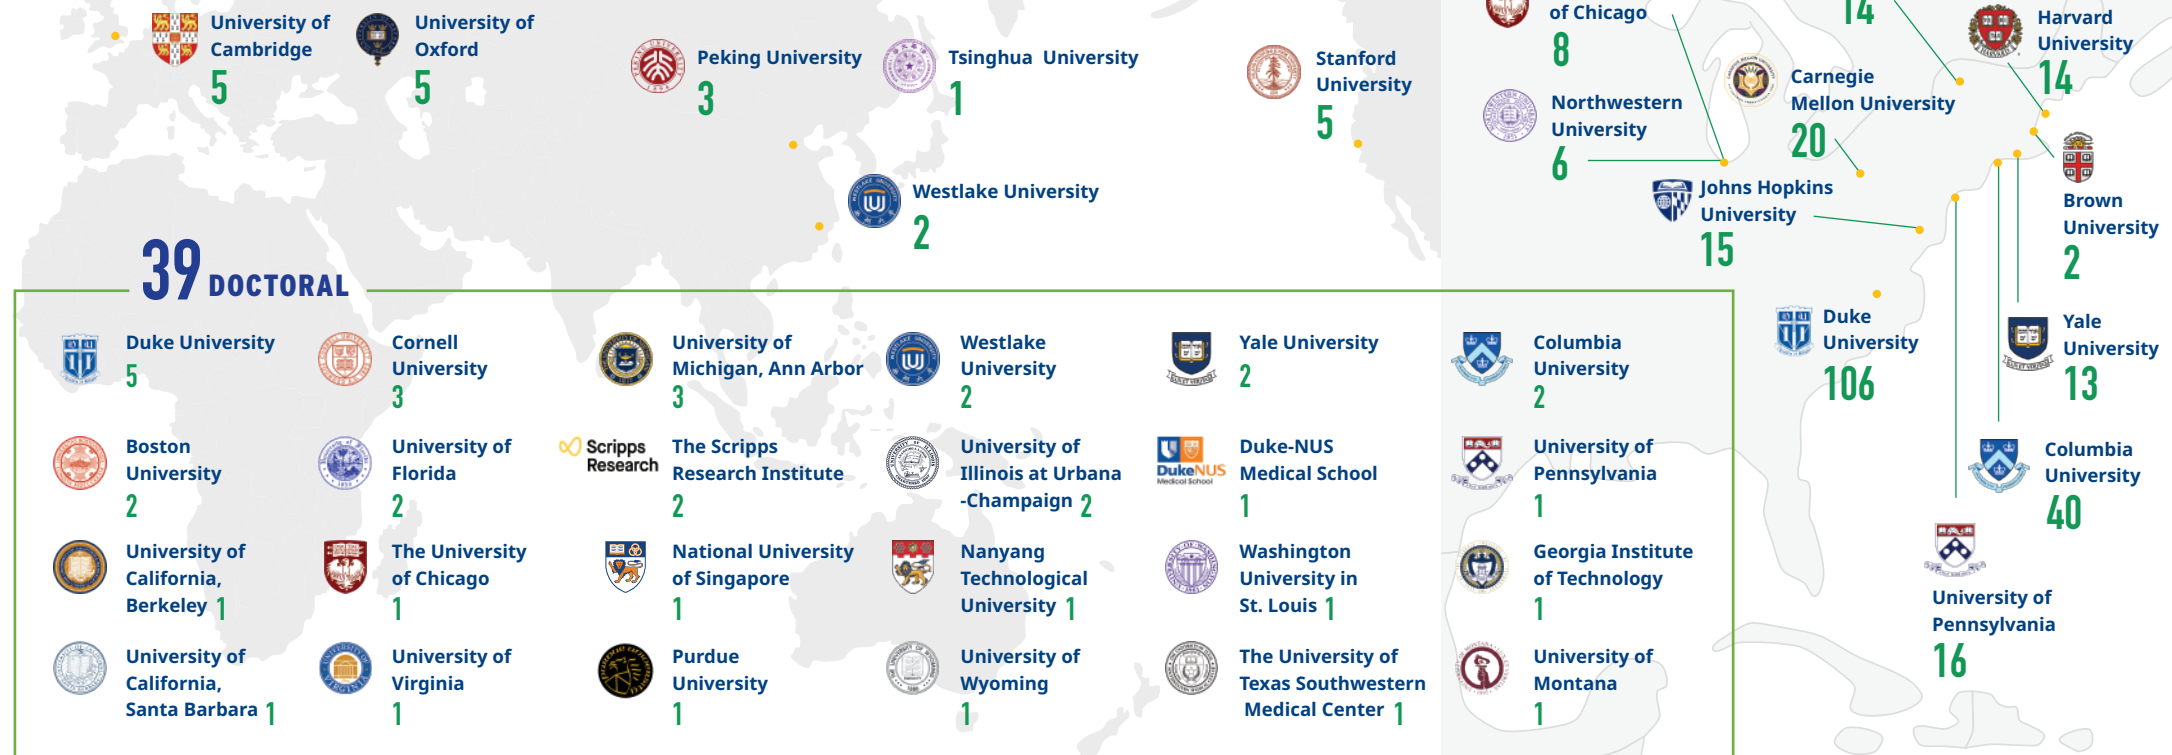 University of
Cambridge
5
University of
Oxford
5
Peking University
3
Tsinghua University
1
Westlake University
2
Stanford
University
5
of Chicago
8
Northwestern
University
6
14
Carnegie
Mellon University
20
Harvard
University
14
Johns Hopkins
University
15
Brown
University
2
Duke
University
106
Yale
University
13
Columbia
University
40
University of
Pennsylvania
16
39 DOCTORAL
Duke University
5
Cornell
University
3
University of
Michigan, Ann Arbor
3
Westlake
University
2
Yale University
2
Columbia
University
2
Boston
University
2
University of
Florida
2
Scripps
Research
The Scripps
Research Institute
2
University of
Illinois at Urbana
-Champaign 2
DukeNUS
Medical School
Duke-NUS
Medical School
1
University of
Pennsylvania
1
University of
California,
Berkeley 1
The University
of Chicago
1
National University
of Singapore
1
Nanyang
Technological
University 1
Washington
University in
St. Louis 1
Georgia Institute
of Technology
1
University of
California,
Santa Barbara 1
University of
Virginia
1
Purdue
University
1
University of
Wyoming
1
The University of
Texas Southwestern
Medical Center 1
University of
Montana
1